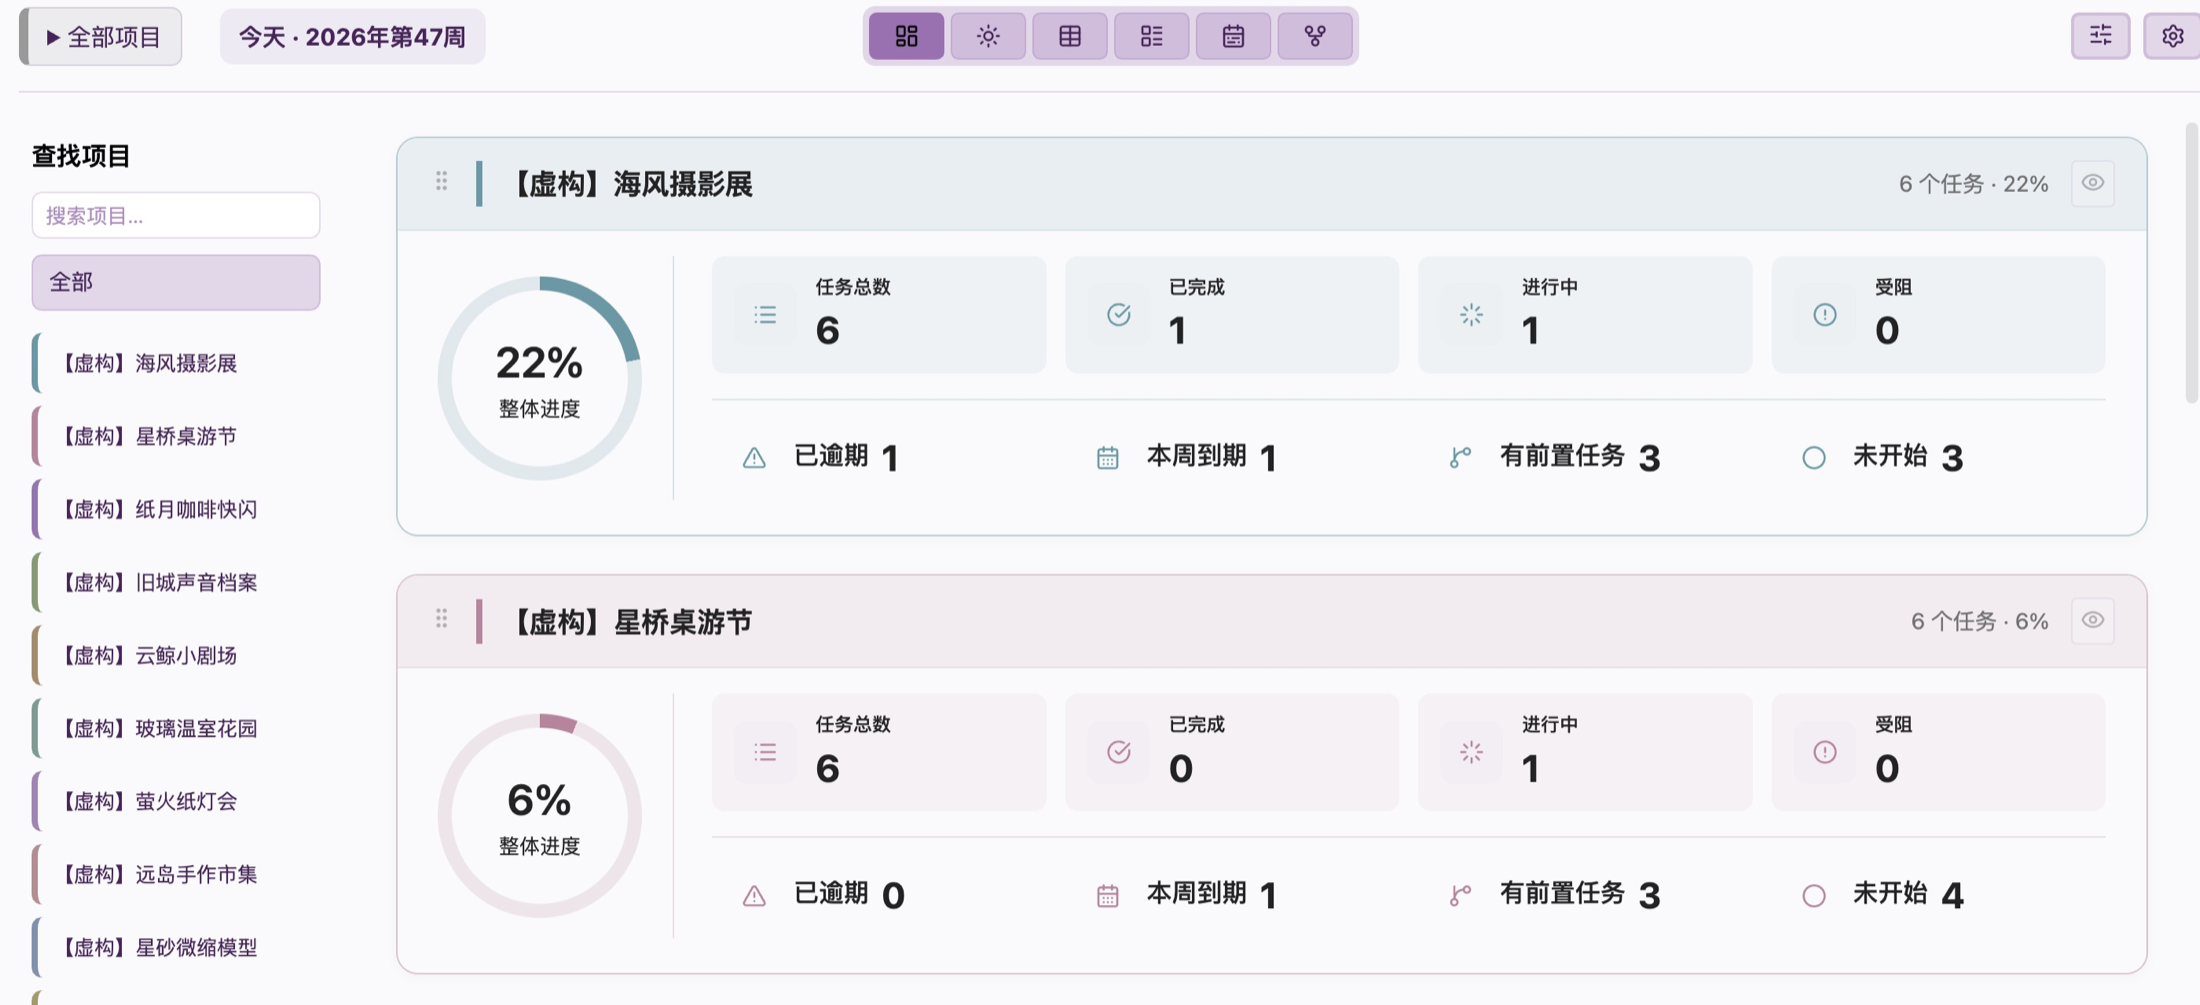 全部项目
今天 · 2026年第47周
查找项目
搜索项目...
全部
【虚构】海风摄影展
【虚构】星桥桌游节
【虚构】纸月咖啡快闪
【虚构】旧城声音档案
【虚构】云鲸小剧场
【虚构】玻璃温室花园
【虚构】萤火纸灯会
【虚构】远岛手作市集
【虚构】星砂微缩模型
【虚构】海风摄影展
6 个任务 · 22%
22%
整体进度
任务总数
6
已完成
1
进行中
1
受阻
0
已逾期 1
本周到期 1
有前置任务 3
未开始 3
【虚构】星桥桌游节
6 个任务 · 6%
6%
整体进度
任务总数
6
已完成
0
进行中
1
受阻
0
已逾期 0
本周到期 1
有前置任务 3
未开始 4